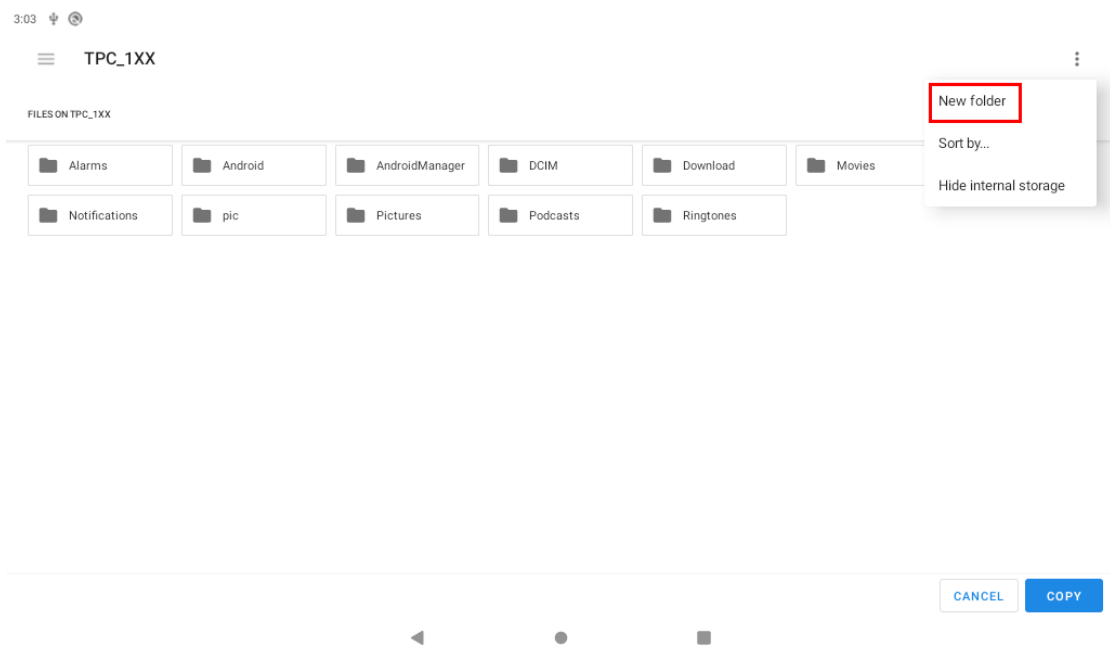 3:03
TPC_1XX
New folder
FILES ON TPC_1XX
Sort by...
Alarms Android AndroidManager DCIM Download Movies
Hide internal storage
Notifications pic Pictures Podcasts Ringtones
CANCEL COPY